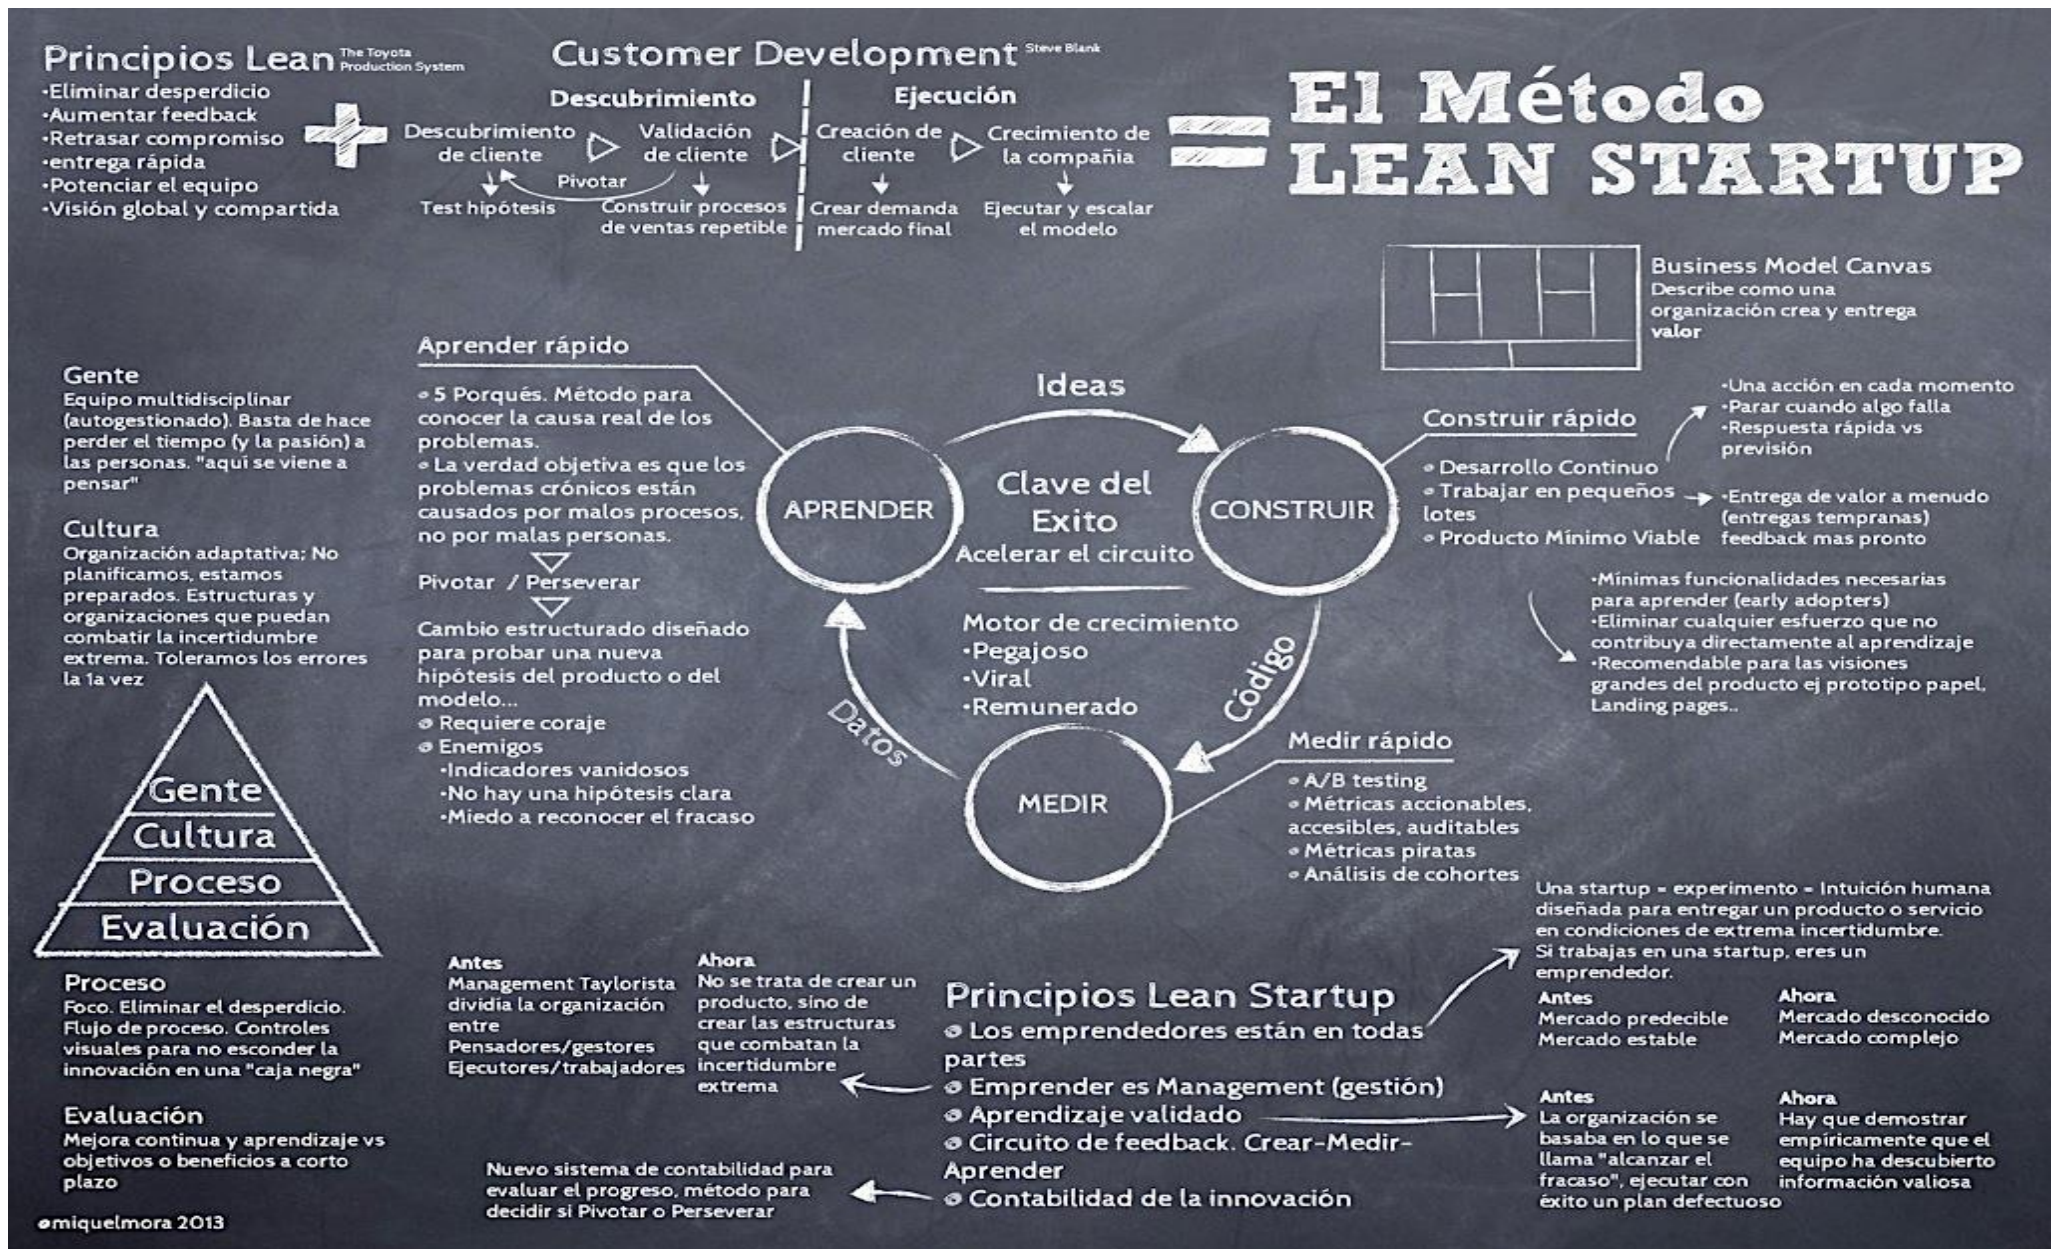 Principios Lean The Toyota
Production System
•Eliminar desperdicio
•Aumentar feedback
•Retrasar compromiso
•entrega rápida
•Potenciar el equipo
•Visión global y compartida
Customer Development Steve Blank
Descubrimiento
Ejecución
Descubrimiento
de cliente
Validación
de cliente
Creación de
cliente
Crecimiento de
la compañia
Pivotar
Test hipótesis
Construir procesos
de ventas repetible
Crear demanda
mercado final
Ejecutar y escalar
el modelo
El Método
LEAN STARTUP
Business Model Canvas
Describe como una
organización crea y entrega
valor
Gente
Equipo multidisciplinar
(autogestionado). Basta de hace
perder el tiempo (y la pasión) a
las personas. "aquí se viene a
pensar"
Cultura
Organización adaptativa; No
planificamos, estamos
preparados. Estructuras y
organizaciones que puedan
combatir la incertidumbre
extrema. Toleramos los errores
la 1a vez
Gente
Cultura
Proceso
Evaluación
Proceso
Foco. Eliminar el desperdicio.
Flujo de proceso. Controles
visuales para no esconder la
innovación en una "caja negra"
Evaluación
Mejora continua y aprendizaje vs
objetivos o beneficios a corto
plazo
@miquelmora 2013
Aprender rápido
5 Porqués. Método para
conocer la causa real de los
problemas.
La verdad objetiva es que los
problemas crónicos están
causados por malos procesos,
no por malas personas.
Pivotar / Perseverar
Cambio estructurado diseñado
para probar una nueva
hipótesis del producto o del
modelo...
Requiere coraje
Enemigos
•Indicadores vanidosos
•No hay una hipótesis clara
•Miedo a reconocer el fracaso
Ideas
APRENDER
Clave del
Exito
Acelerar el circuito
CONSTRUIR
Motor de crecimiento
•Pegajoso
•Viral
•Remunerado
Código
Datos
MEDIR
Construir rápido
Desarrollo Continuo
Trabajar en pequeños
lotes
Producto Mínimo Viable
•Una acción en cada momento
•Parar cuando algo falla
•Respuesta rápida vs
previsión
•Entrega de valor a menudo
(entregas tempranas)
feedback mas pronto
•Mínimas funcionalidades necesarias
para aprender (early adopters)
•Eliminar cualquier esfuerzo que no
contribuya directamente al aprendizaje
•Recomendable para las visiones
grandes del producto ej prototipo papel,
Landing pages..
Medir rápido
A/B testing
Métricas accionables,
accesibles, auditables
Métricas piratas
Análisis de cohortes
Antes
Management Taylorista
dividía la organización
entre
Pensadores/gestores
Ejecutores/trabajadores
Ahora
No se trata de crear un
producto, sino de
crear las estructuras
que combatan la
incertidumbre
extrema
Nuevo sistema de contabilidad para
evaluar el progreso, método para
decidir si Pivotar o Perseverar
Principios Lean Startup
Los emprendedores están en todas
partes
Emprender es Management (gestión)
Aprendizaje validado
Circuito de feedback. Crear-Medir-
Aprender
Contabilidad de la innovación
Una startup = experimento = Intuición humana
diseñada para entregar un producto o servicio
en condiciones de extrema incertidumbre.
Si trabajas en una startup, eres un
emprendedor.
Antes
Mercado predecible
Mercado estable
Ahora
Mercado desconocido
Mercado complejo
Antes
La organización se
basaba en lo que se
llama "alcanzar el
fracaso", ejecutar con
éxito un plan defectuoso
Ahora
Hay que demostrar
empíricamente que el
equipo ha descubierto
información valiosa